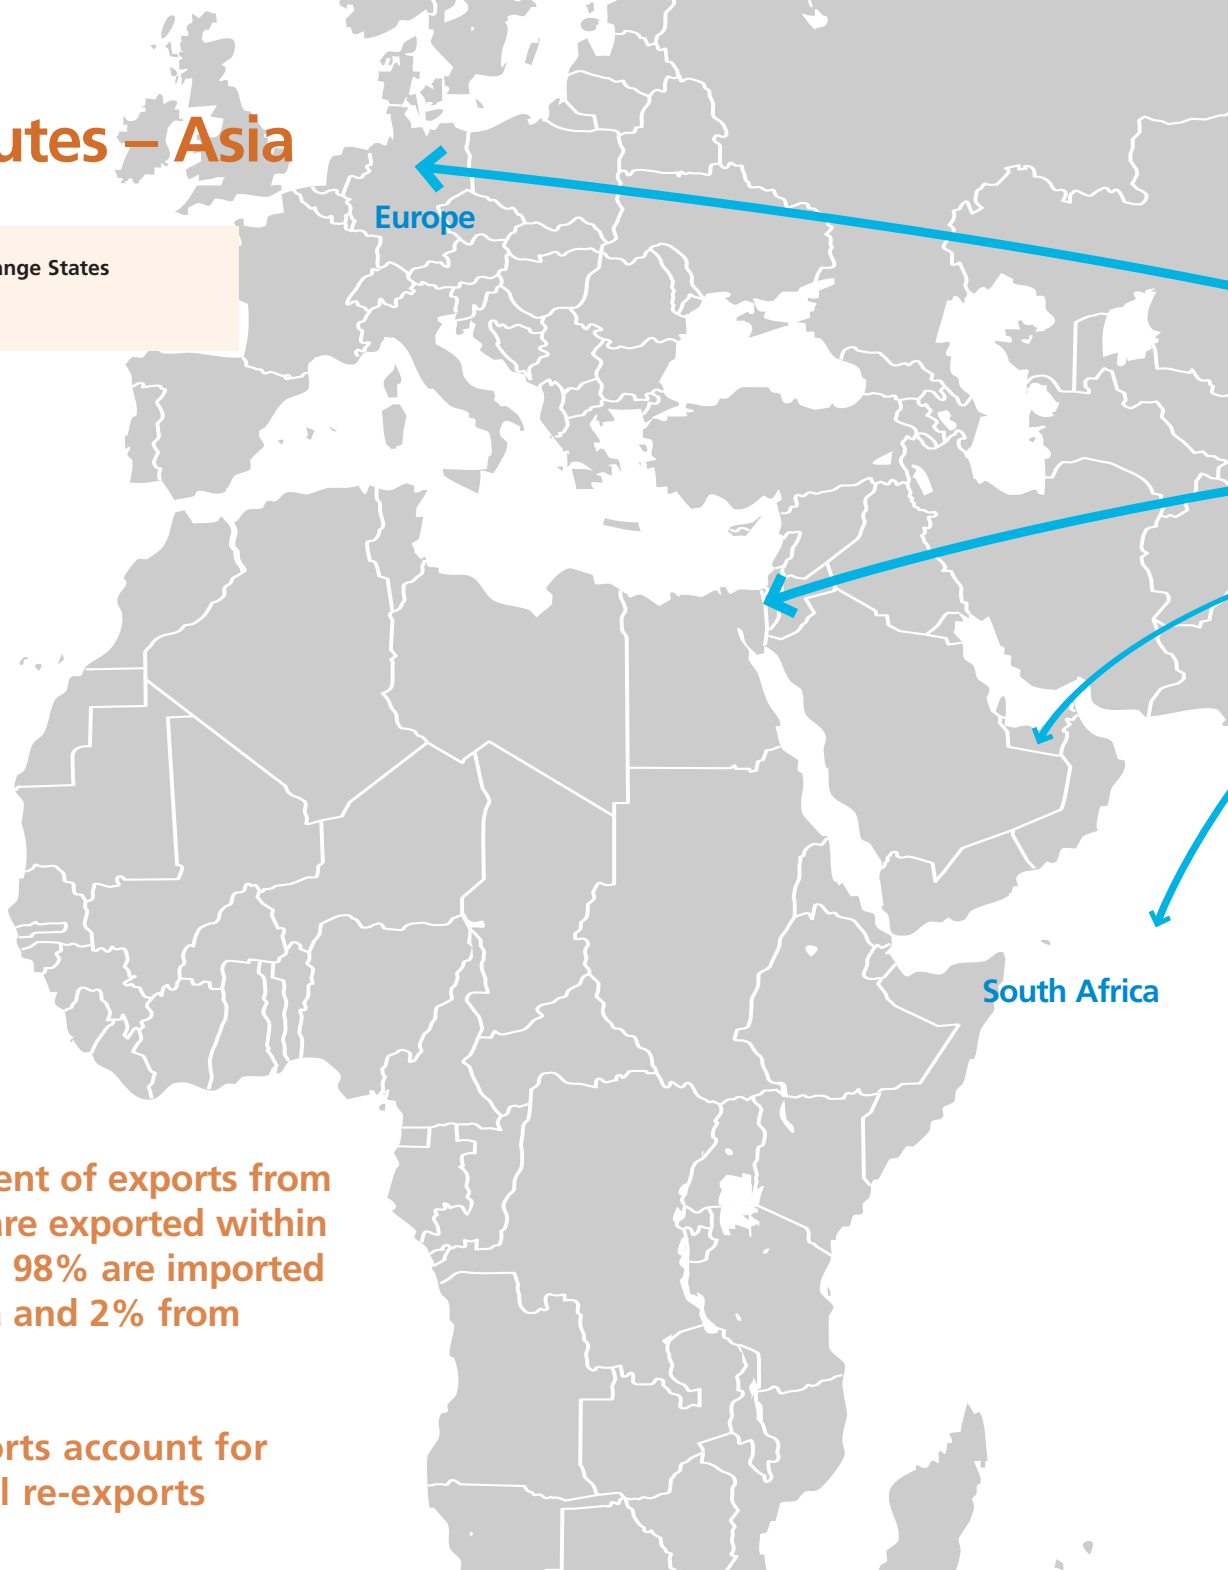 utes – Asia
Europe
ange States
South Africa
ent of exports from
are exported within
98% are imported
and 2% from
orts account for
l re-exports